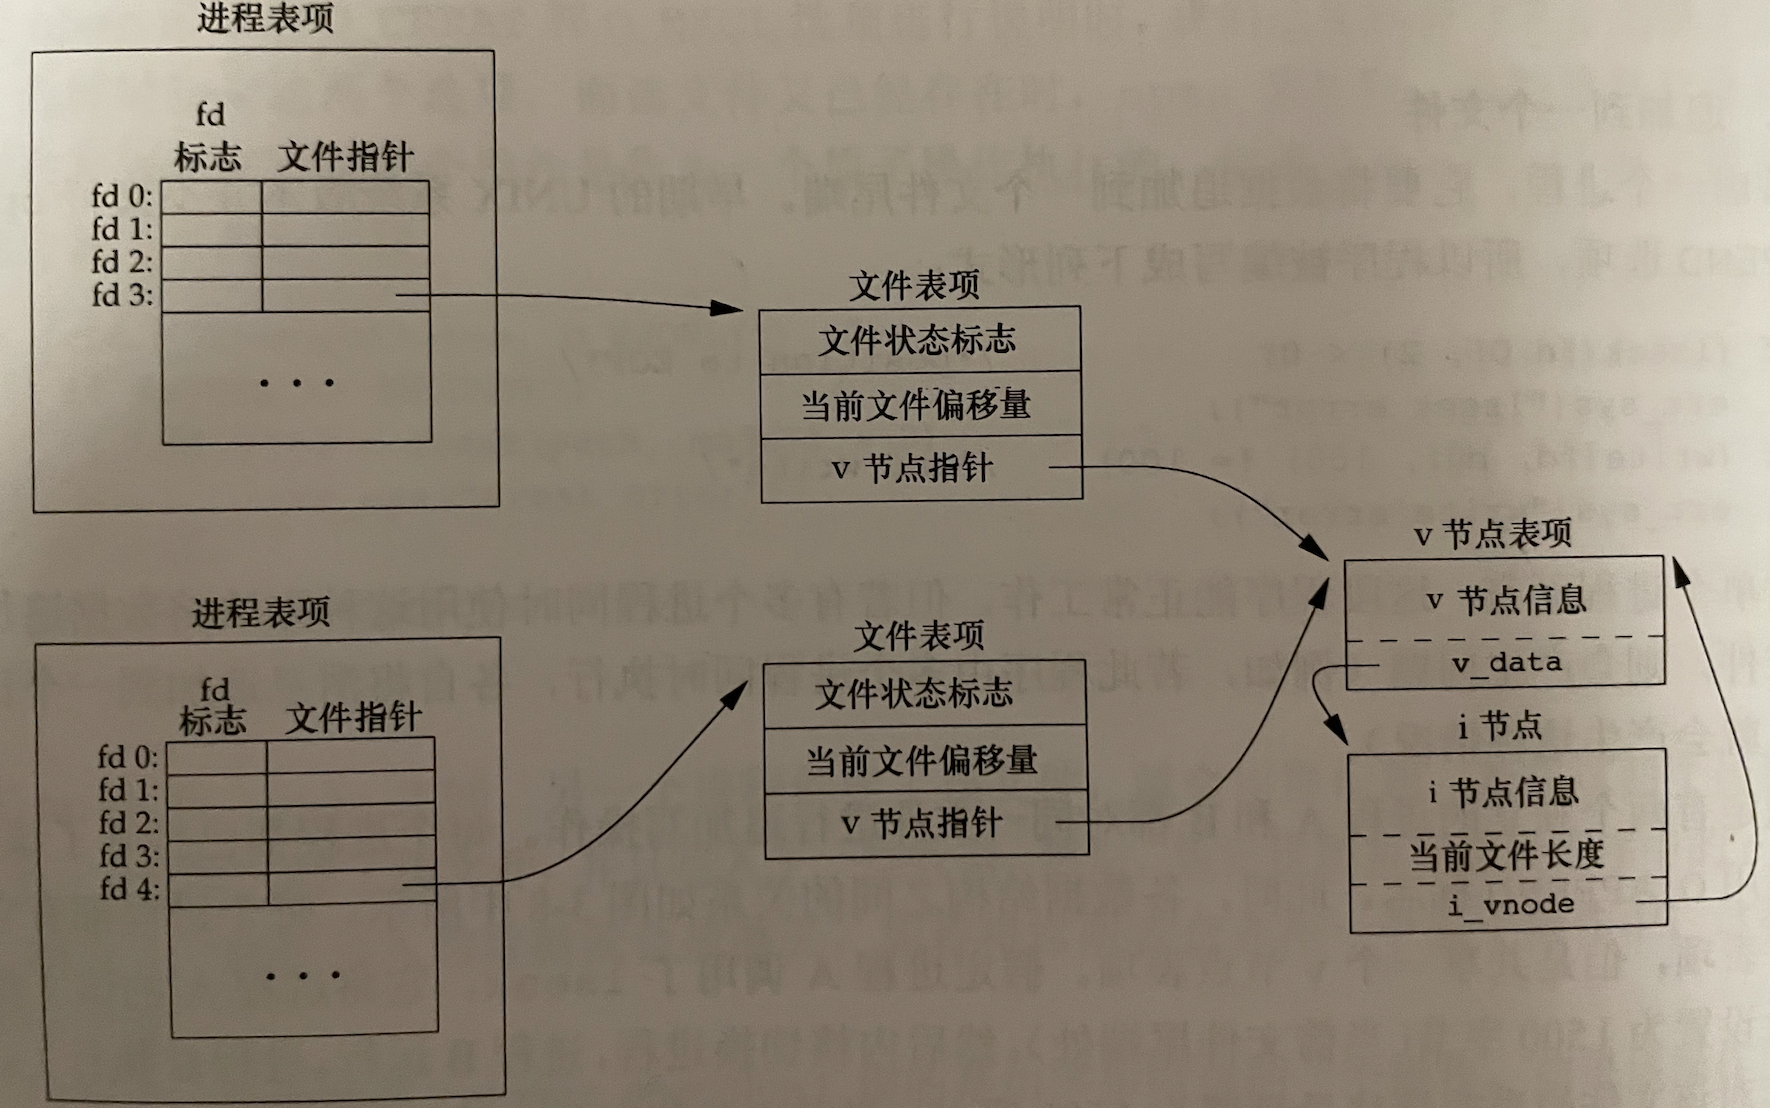 进程表项
fd
标志 文件指针
fd 0:
fd 1:
fd 2:
fd 3:
...
文件表项
文件状态标志
当前文件偏移量
v 节点指针
进程表项
fd
标志 文件指针
fd 0:
fd 1:
fd 2:
fd 3:
fd 4:
...
文件表项
文件状态标志
当前文件偏移量
v 节点指针
v 节点表项
v 节点信息
v_data
i 节点
i 节点信息
当前文件长度
i_vnode